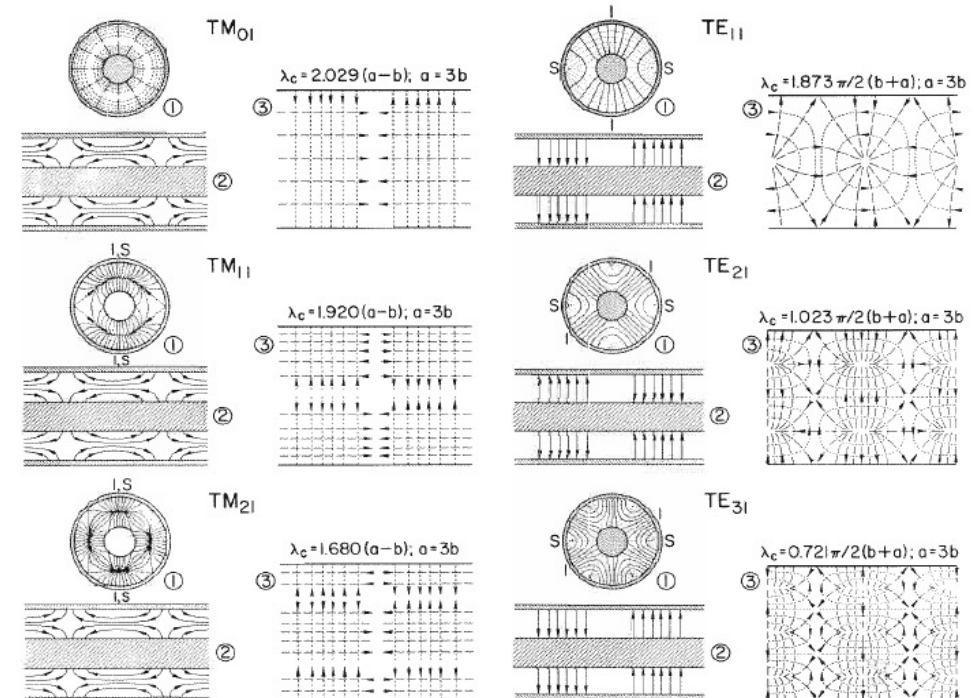 TM01
λc = 2.029 (a−b); a = 3b
①
②
③
I
TE11
S S
λc = 1.873 π/2 (b+a); a = 3b
①
I
②
③
I,S
TM11
λc = 1.920 (a−b); a = 3b
①
I,S
②
③
I
TE21
S S
λc = 1.023 π/2 (b+a); a = 3b
I
①
②
③
I,S
TM21
λc = 1.680 (a−b); a = 3b
①
I,S
②
③
I
TE31
S S
λc = 0.721 π/2 (b+a); a = 3b
I
①
②
③